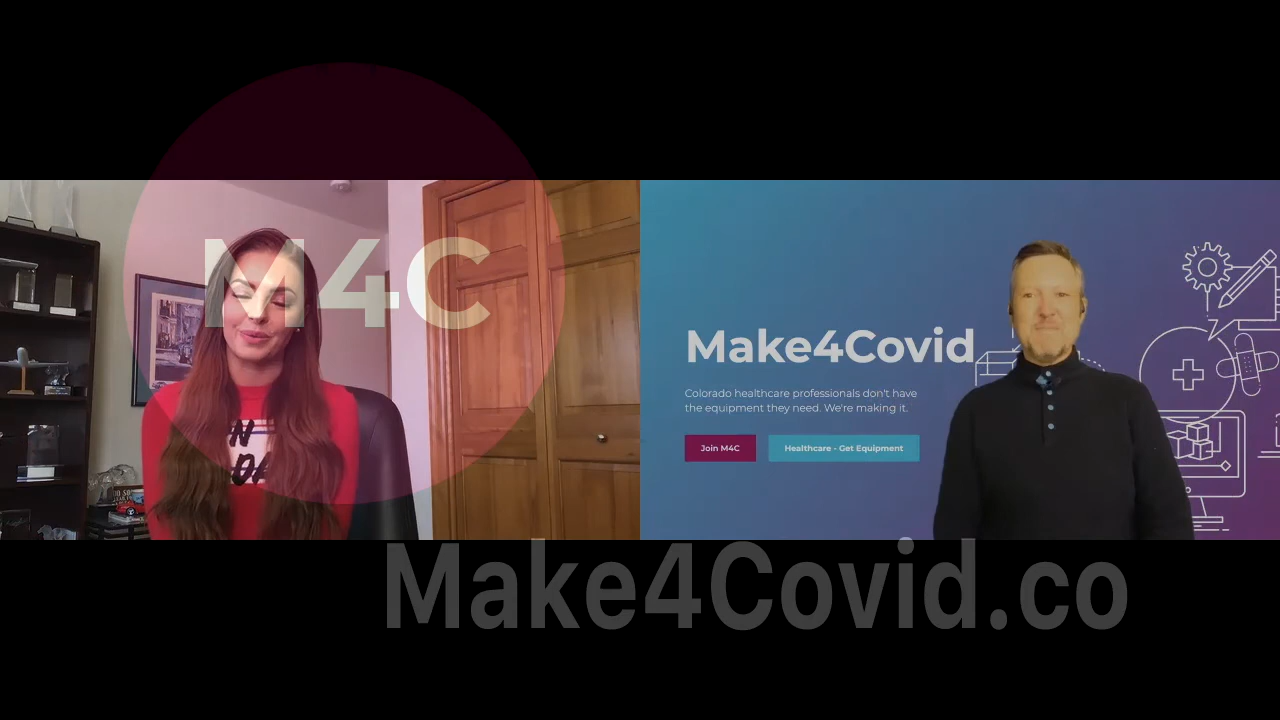 M4C
Make4Covid
Colorado healthcare professionals don't have
the equipment they need. We're making it.
Join M4C
Healthcare - Get Equipment
Make4Covid.co